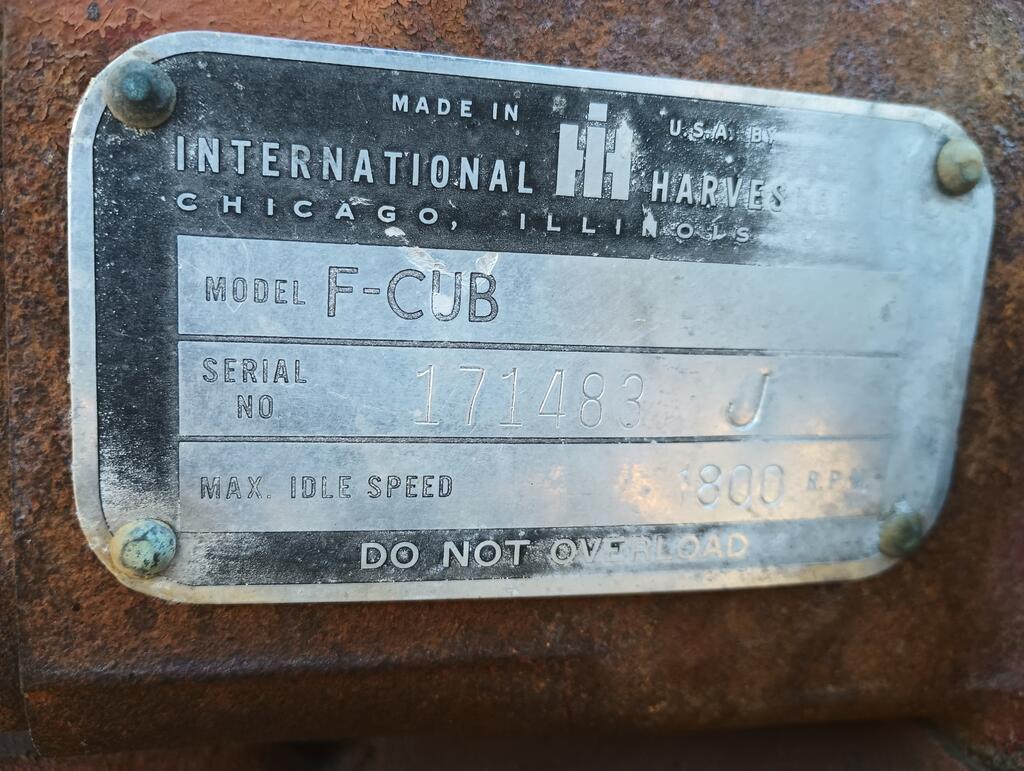 MADE IN U.S.A. BY
INTERNATIONAL IH HARVESTER
CHICAGO, ILLINOIS
MODEL F-CUB
SERIAL NO. 171483 J
MAX. IDLE SPEED 1800 R.P.M.
DO NOT OVERLOAD